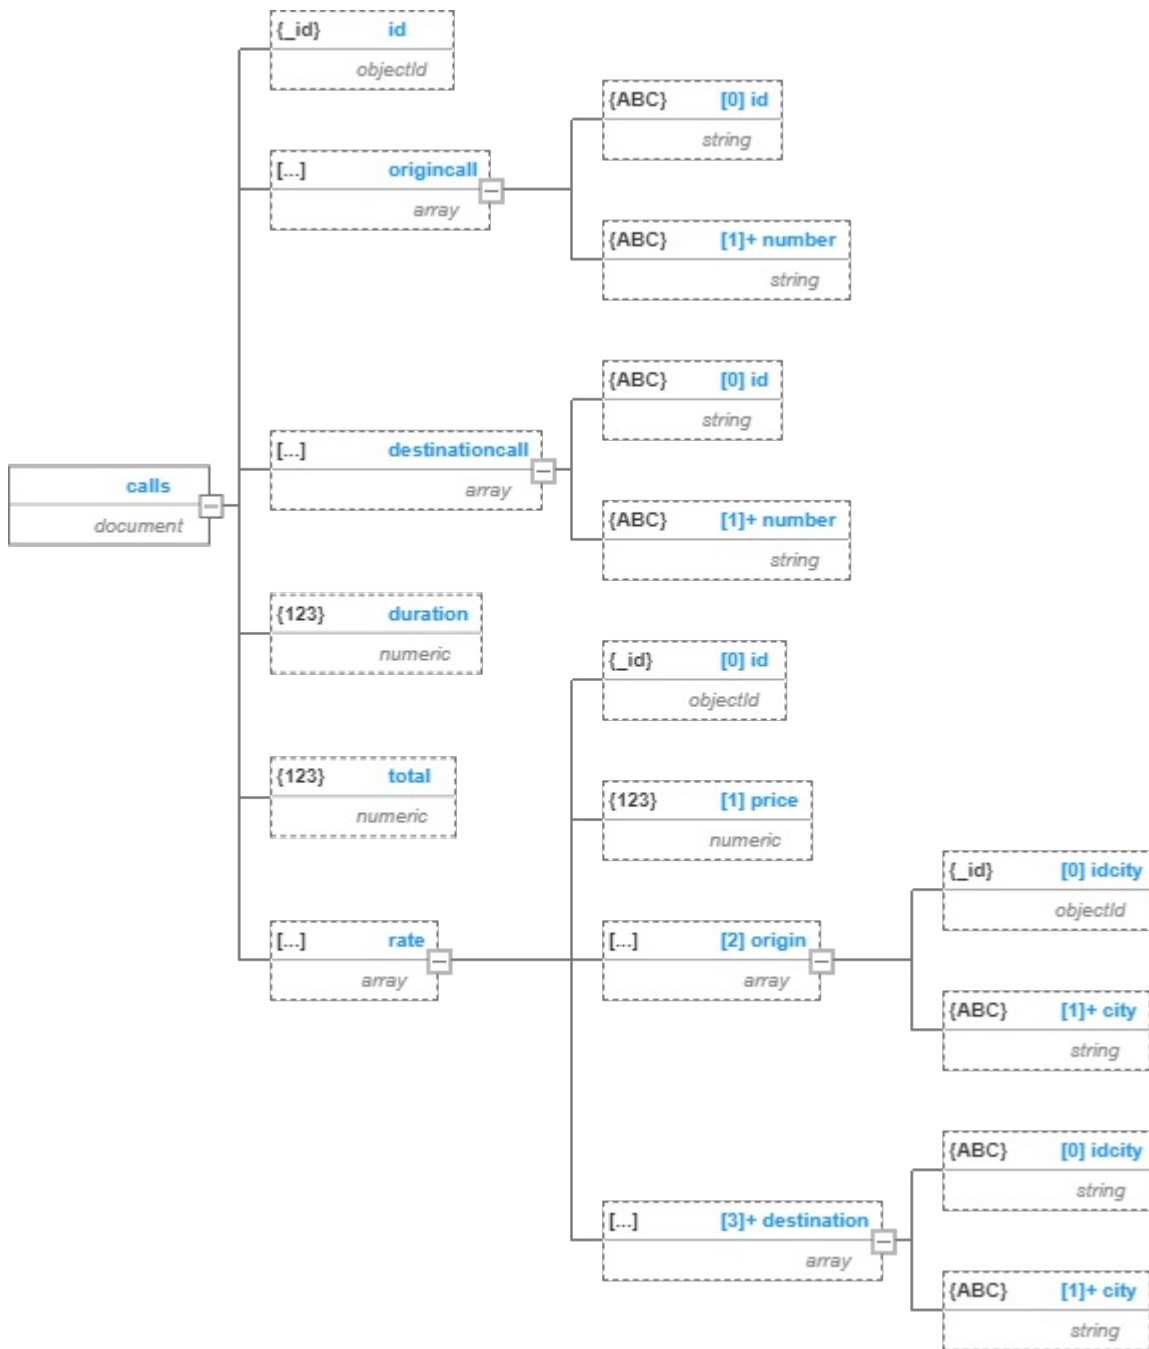 {_id} id
objectId
{ABC} [0] id
string
[...] origincall
array
{ABC} [1]+ number
string
{ABC} [0] id
string
[...] destinationcall
array
calls
document
{ABC} [1]+ number
string
{123} duration
numeric
{_id} [0] id
objectId
{123} total
numeric
{123} [1] price
numeric
{_id} [0] idcity
objectId
[...] rate
array
[...] [2] origin
array
{ABC} [1]+ city
string
{ABC} [0] idcity
string
[...] [3]+ destination
array
{ABC} [1]+ city
string